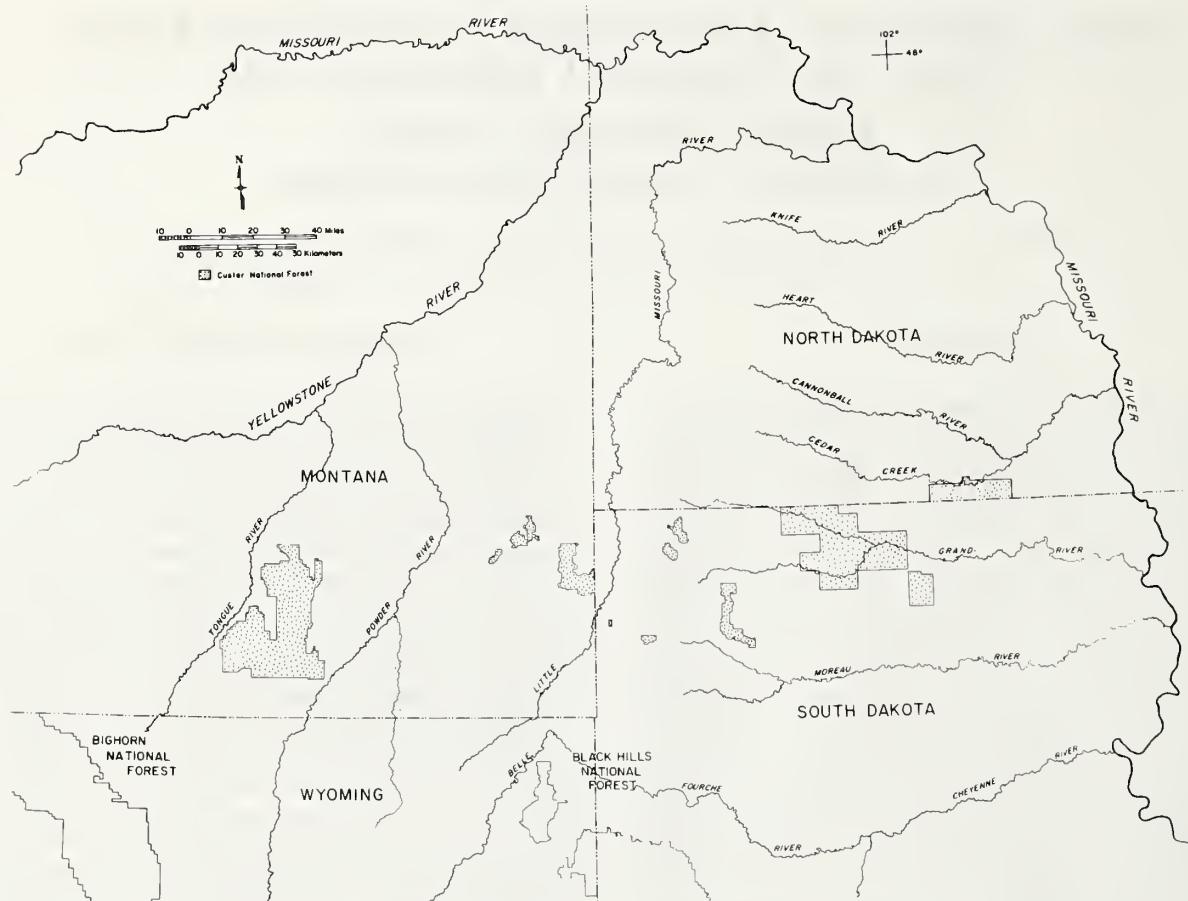 MISSOURI RIVER
102°
48°
N
10 0 10 20 30 40 Miles
10 0 10 20 30 40 50 Kilometers
Custer National Forest
RIVER
KNIFE RIVER
MISSOURI
MISSOURI RIVER
RIVER
HEART RIVER
NORTH DAKOTA
YELLOWSTONE
CANNONBALL RIVER
CEDAR CREEK
MONTANA
TONGUE RIVER
POWDER RIVER
GRAND RIVER
LITTLE
MOREAU RIVER
SOUTH DAKOTA
BIGHORN
NATIONAL
FOREST
WYOMING
BELLE FOURCHE RIVER
BLACK HILLS
NATIONAL
FOREST
CHEYENNE RIVER